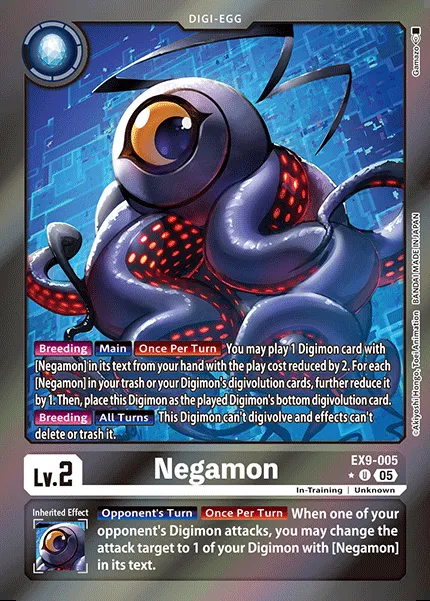 DIGI-EGG
Gamazo
©Akiyoshi Hongo, Toei Animation BANDAI MADE IN JAPAN
Breeding Main Once Per Turn You may play 1 Digimon card with
[Negamon] in its text from your hand with the play cost reduced by 2. For each
[Negamon] in your trash or your Digimon's digivolution cards, further reduce it
by 1. Then, place this Digimon as the played Digimon's bottom digivolution card.
Breeding All Turns This Digimon can't digivolve and effects can't
delete or trash it.
Lv.2
Negamon
EX9-005
U 05
In-Training Unknown
Inherited Effect
Opponent's Turn Once Per Turn When one of your
opponent's Digimon attacks, you may change the
attack target to 1 of your Digimon with [Negamon]
in its text.